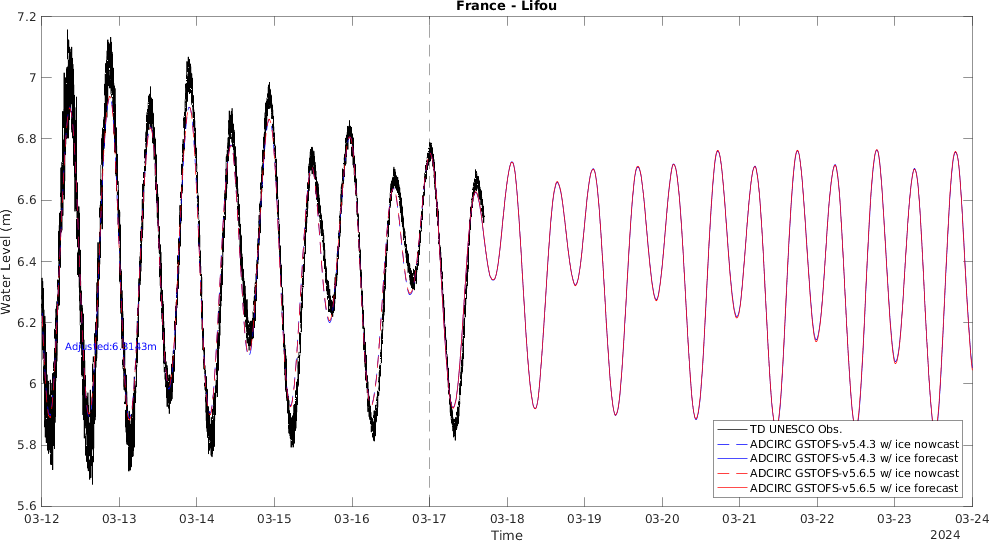 France - Lifou
7.2
7
6.8
6.6
6.4
6.2
6
5.8
5.6
Water Level (m)
TD UNESCO Obs.
ADCIRC GSTOFS-v5.4.3 w/ ice nowcast
ADCIRC GSTOFS-v5.4.3 w/ ice forecast
ADCIRC GSTOFS-v5.6.5 w/ ice nowcast
ADCIRC GSTOFS-v5.6.5 w/ ice forecast
03-12 03-13 03-14 03-15 03-16 03-17 03-18 03-19 03-20 03-21 03-22 03-23 03-24
Time
2024